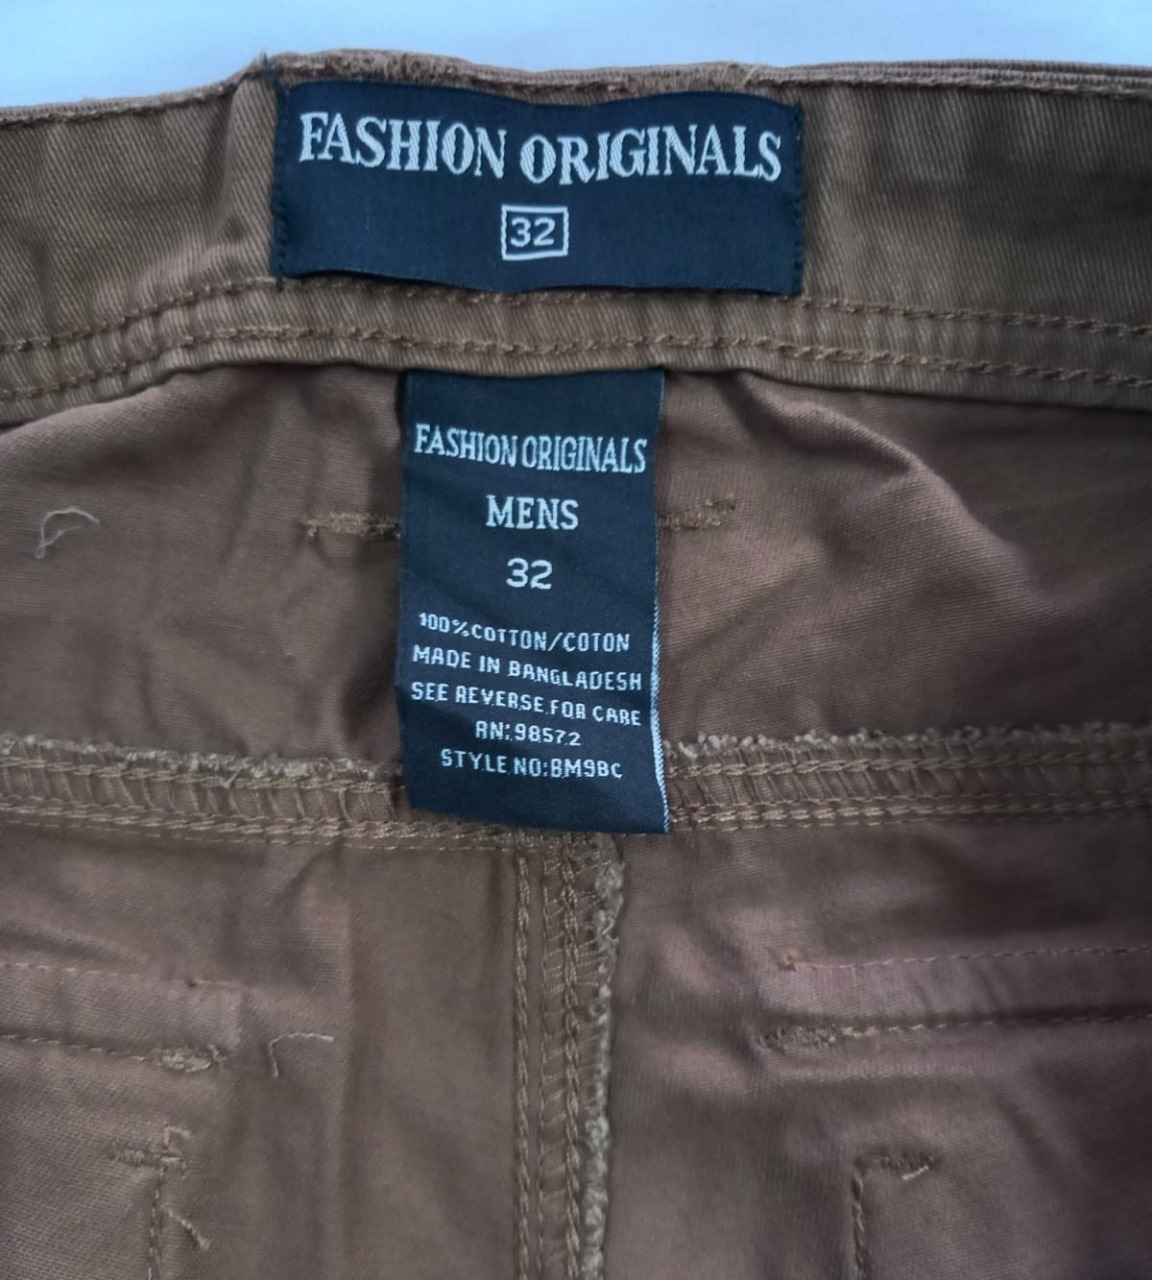 FASHION ORIGINALS
32
FASHION ORIGINALS
MENS
32
100%COTTON/COTON
MADE IN BANGLADESH
SEE REVERSE FOR CARE
RN:98572
STYLE NO:BM9BC